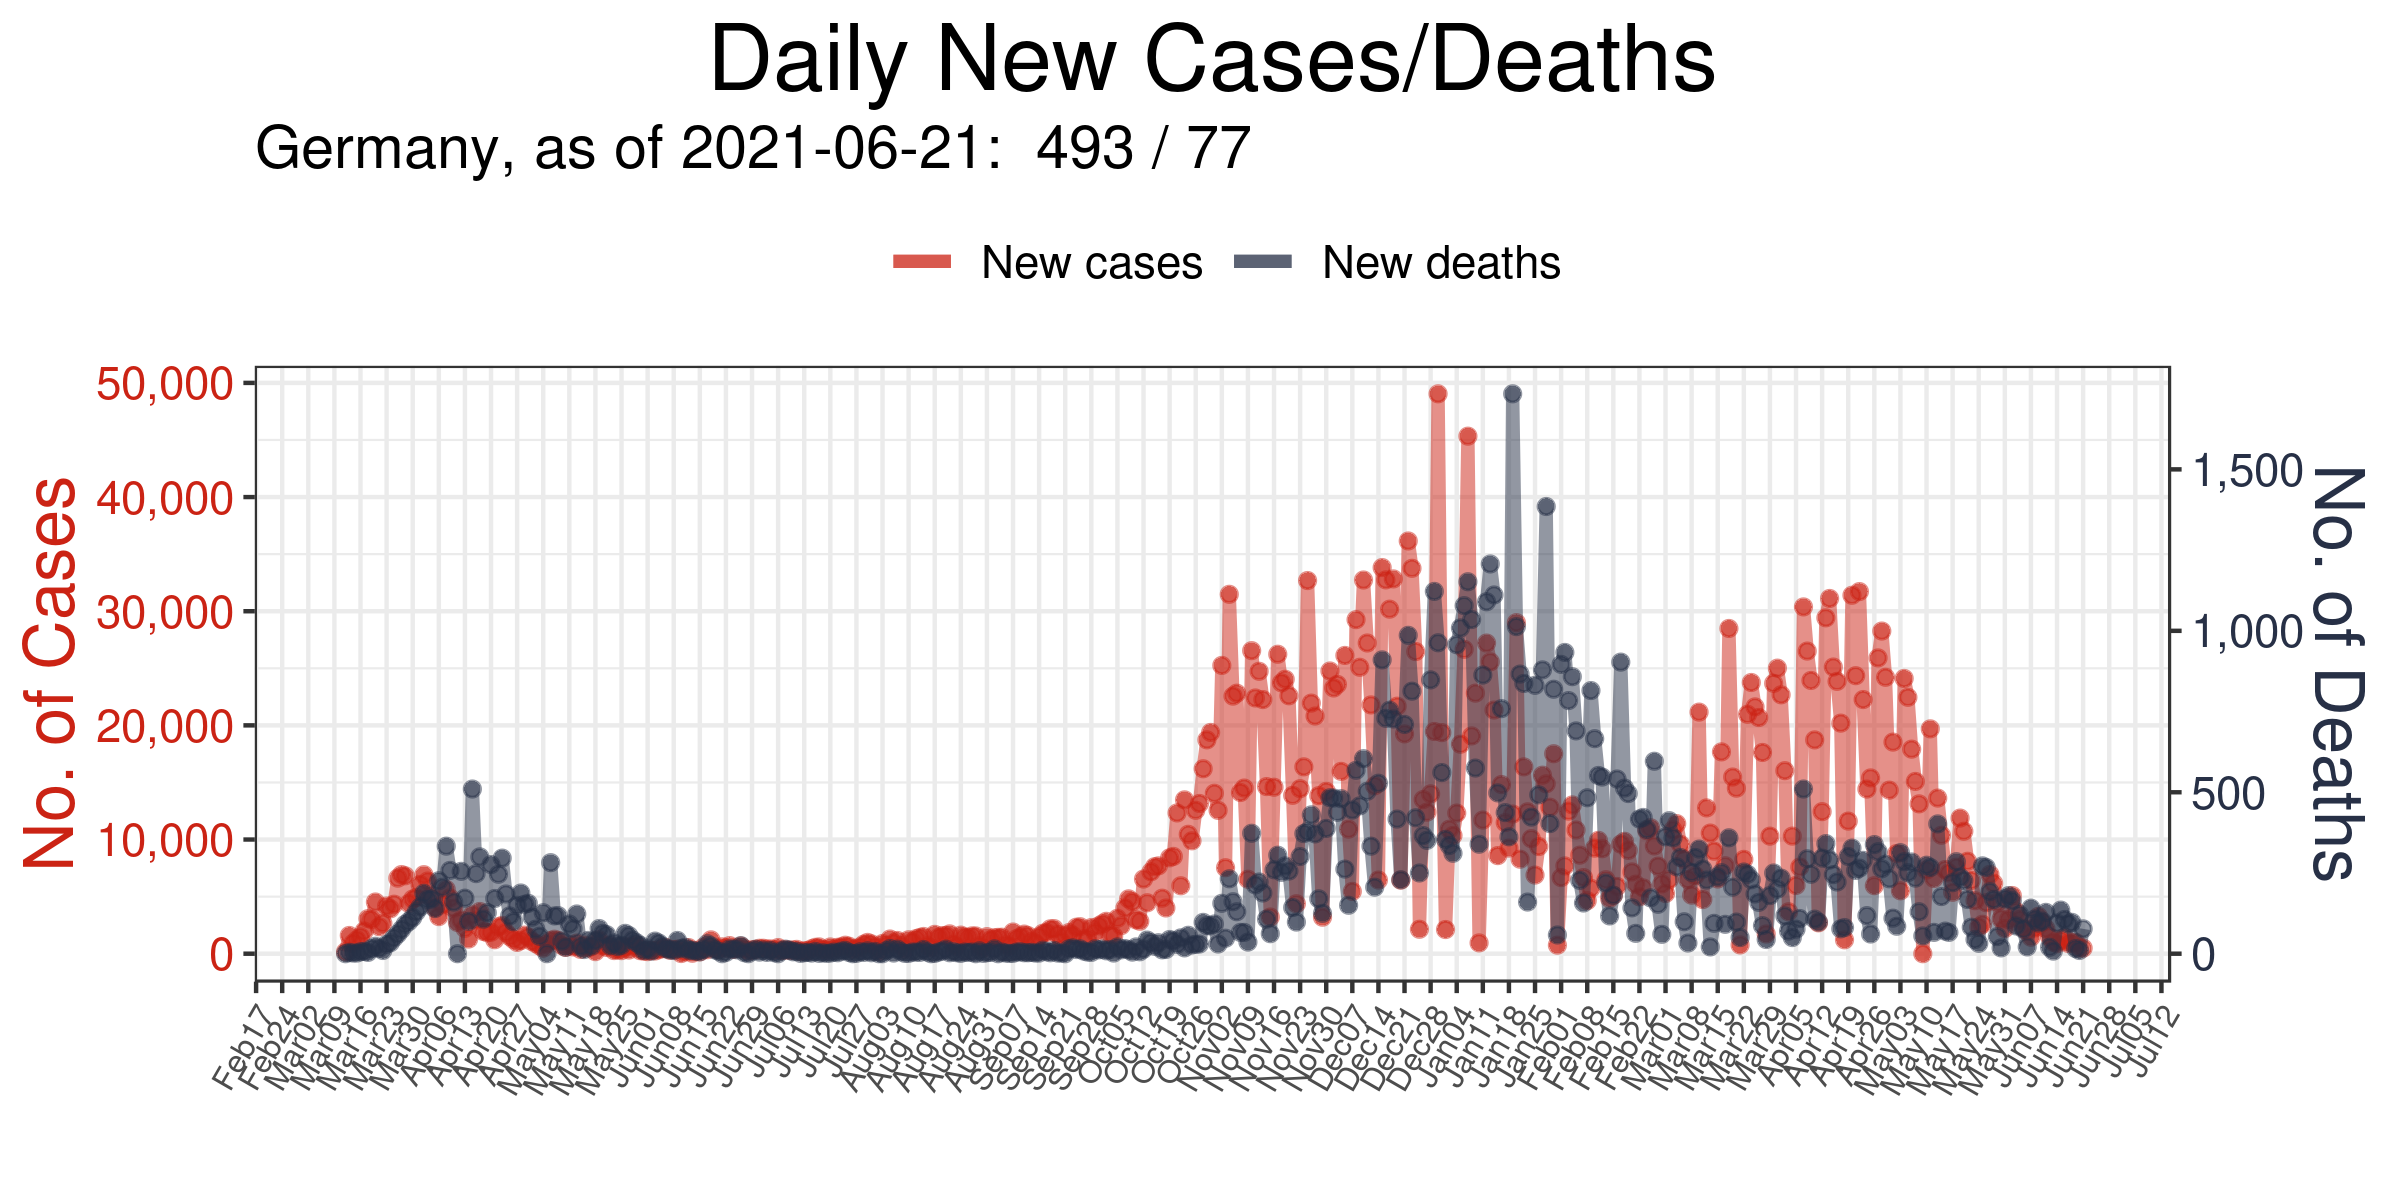 Daily New Cases/Deaths
Germany, as of 2021-06-21:  493 / 77
New cases
New deaths
No. of Cases
50,000
40,000
30,000
20,000
10,000
0
No. of Deaths
1,500
1,000
500
0
Feb17
Feb24
Mar02
Mar09
Mar16
Mar23
Mar30
Apr06
Apr13
Apr20
Apr27
May04
May11
May18
May25
Jun01
Jun08
Jun15
Jun22
Jun29
Jul06
Jul13
Jul20
Jul27
Aug03
Aug10
Aug17
Aug24
Aug31
Sep07
Sep14
Sep21
Sep28
Oct05
Oct12
Oct19
Oct26
Nov02
Nov09
Nov16
Nov23
Nov30
Dec07
Dec14
Dec21
Dec28
Jan04
Jan11
Jan18
Jan25
Feb01
Feb08
Feb15
Feb22
Mar01
Mar08
Mar15
Mar22
Mar29
Apr05
Apr12
Apr19
Apr26
May03
May10
May17
May24
May31
Jun07
Jun14
Jun21
Jun28
Jul05
Jul12